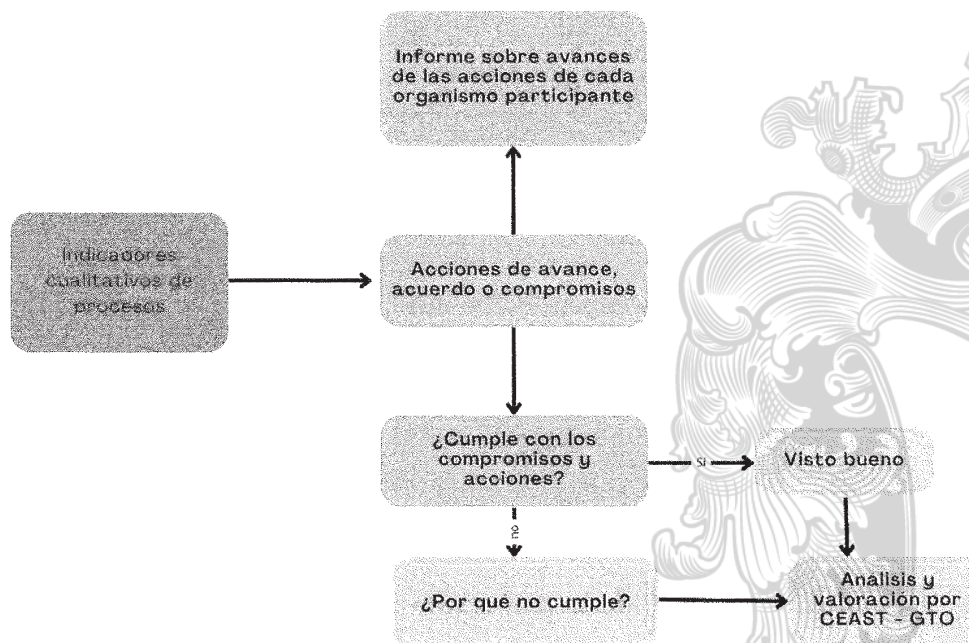 Informe sobre avances
de las acciones de cada
organismo participante
Indicadores
cualitativos de
procesos
Acciones de avance,
acuerdo o compromisos
¿Cumple con los
compromisos y
acciones?
SI
Visto bueno
no
¿Por qué no cumple?
Análisis y
valoración por
CEAST - GTO